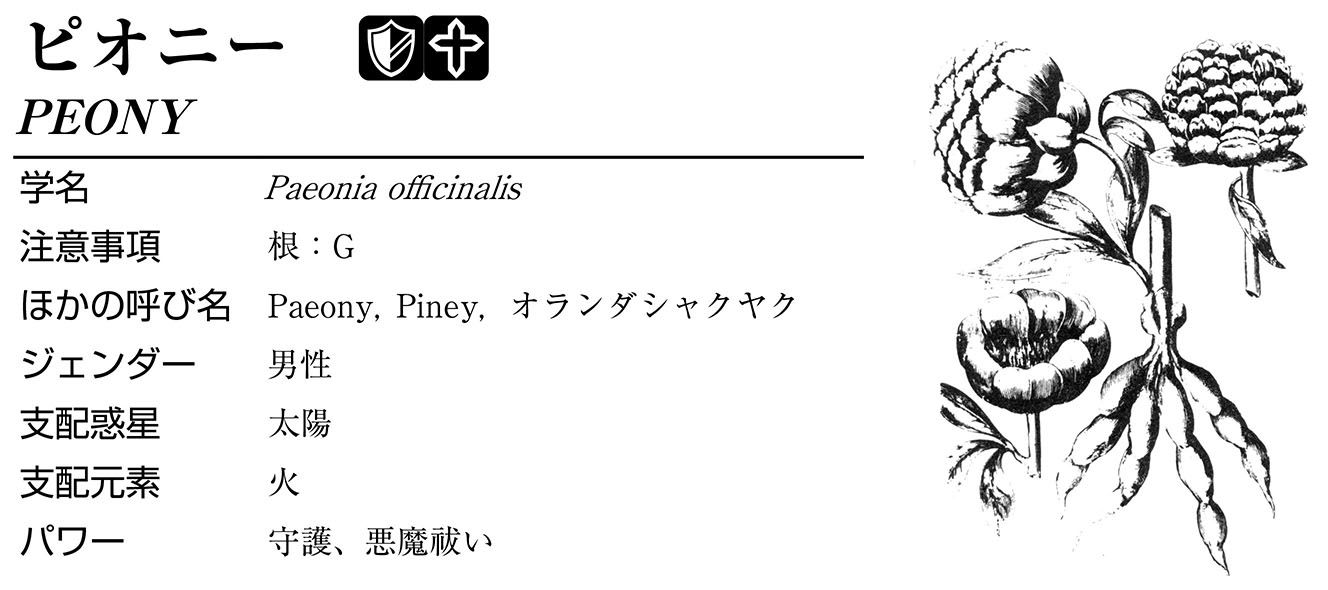 ピオニー
PEONY
学名 Paeonia officinalis
注意事項 根：G
ほかの呼び名 Paeony, Piney, オランダシャクヤク
ジェンダー 男性
支配惑星 太陽
支配元素 火
パワー 守護、悪魔祓い